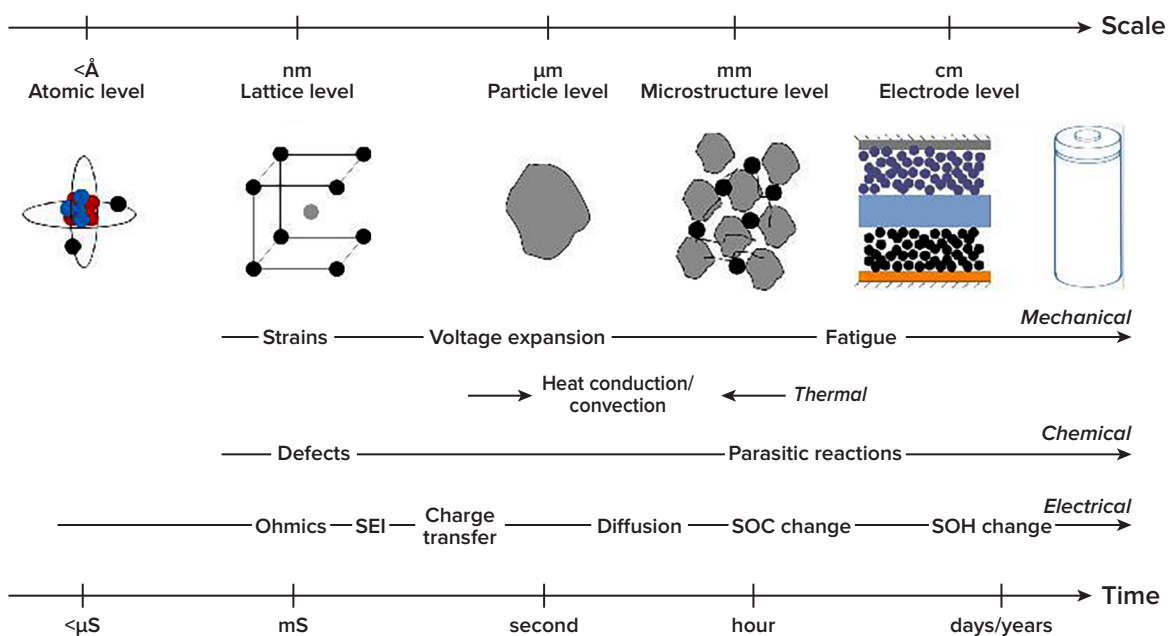 Scale
<Å
Atomic level
nm
Lattice level
μm
Particle level
mm
Microstructure level
cm
Electrode level
Mechanical
Strains
Voltage expansion
Fatigue
Heat conduction/
convection
Thermal
Chemical
Defects
Parasitic reactions
Electrical
Ohmics
SEI
Charge
transfer
Diffusion
SOC change
SOH change
Time
<μS
mS
second
hour
days/years